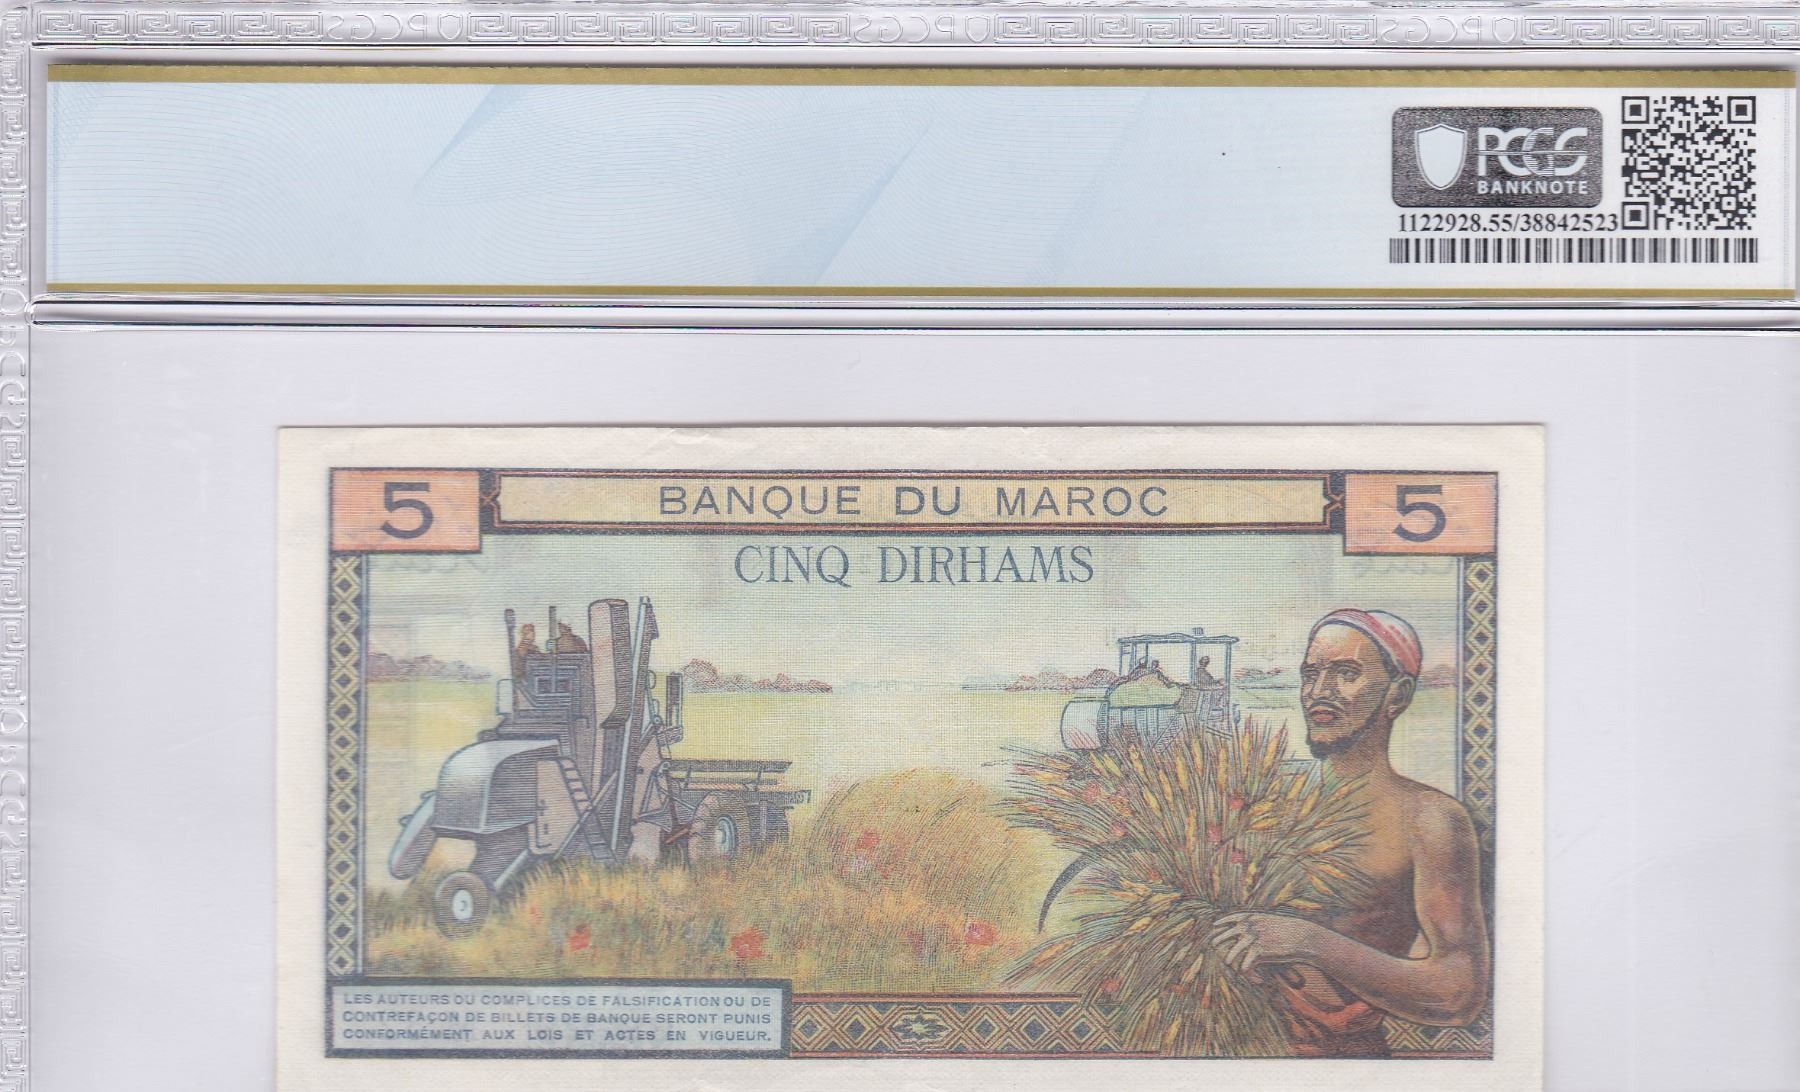 PCGS
BANKNOTE
1122928.55/38842523
5 BANQUE DU MAROC 5
CINQ DIRHAMS
LES AUTEURS OU COMPLICES DE FALSIFICATION OU DE
CONTREFAÇON DE BILLETS DE BANQUE SERONT PUNIS
CONFORMÉMENT AUX LOIS ET ACTES EN VIGUEUR.